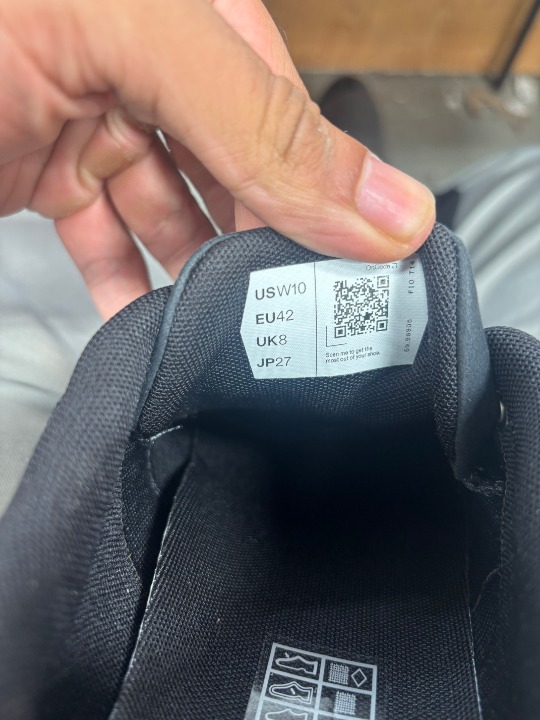 USW10
EU42
UK8
JP27
Scan me to get the
most out of your shoe.